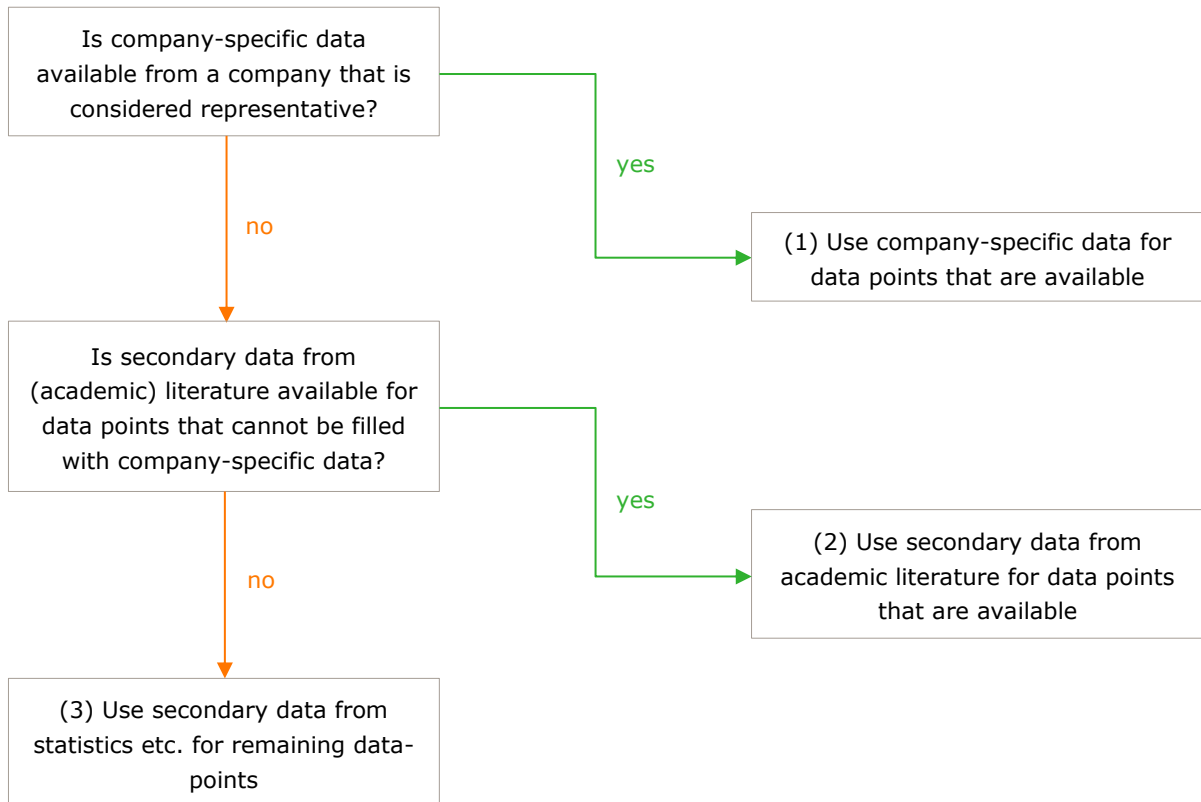 Is company-specific data
available from a company that is
considered representative?
yes
no
(1) Use company-specific data for
data points that are available
Is secondary data from
(academic) literature available for
data points that cannot be filled
with company-specific data?
yes
(2) Use secondary data from
academic literature for data points
that are available
no
(3) Use secondary data from
statistics etc. for remaining data-
points